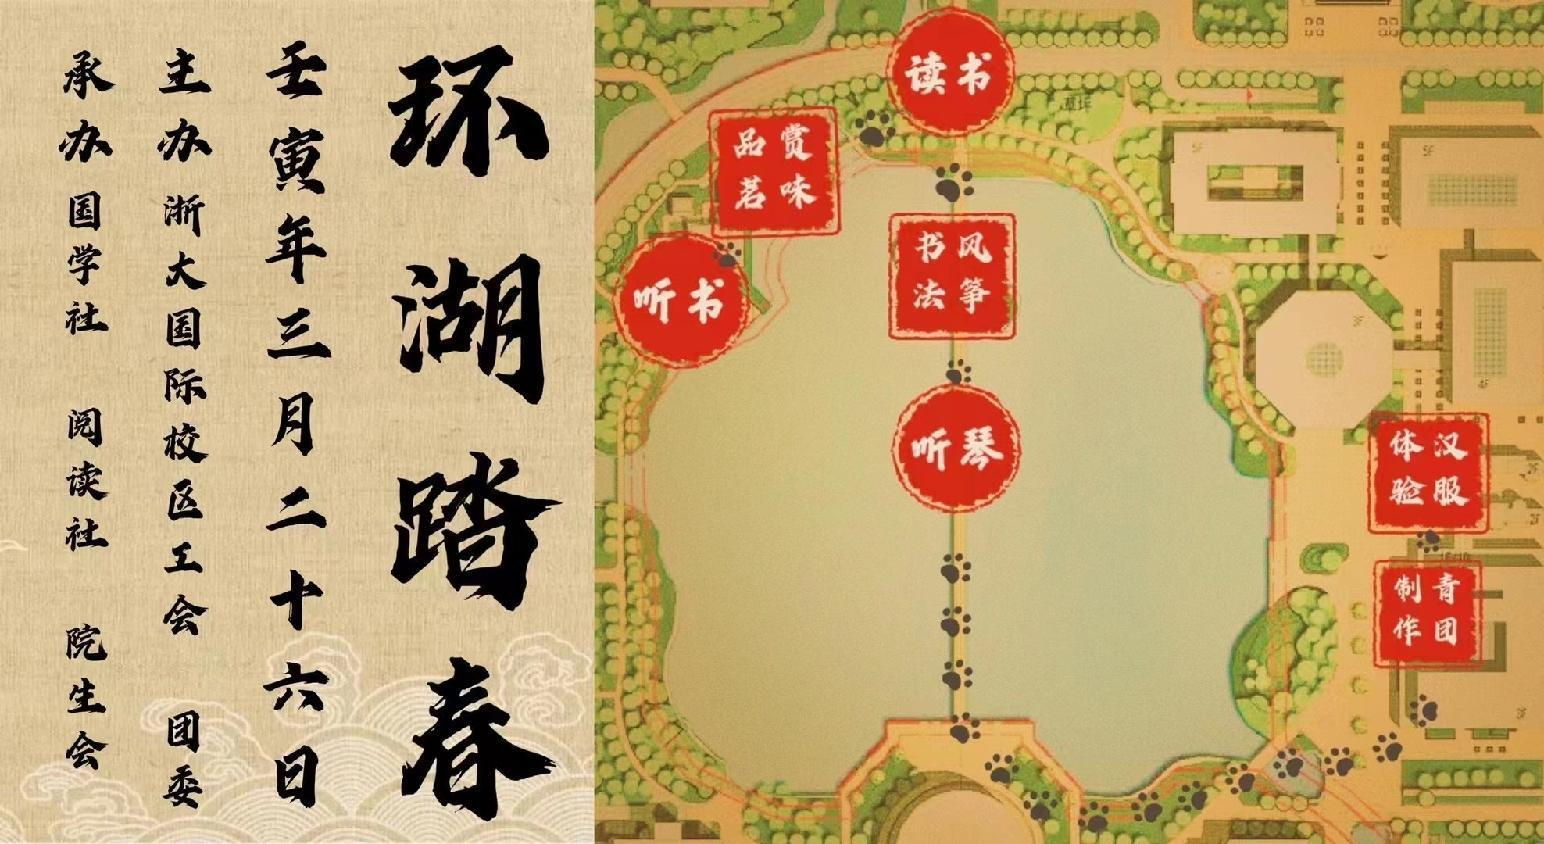 环湖踏春
壬寅年三月二十六日
主办 浙大国际校区工会 团委
承办 国学社 阅读社 院生会
读书
赏味
品茗
听书
风筝
书法
听琴
汉服
体验
青团
制作